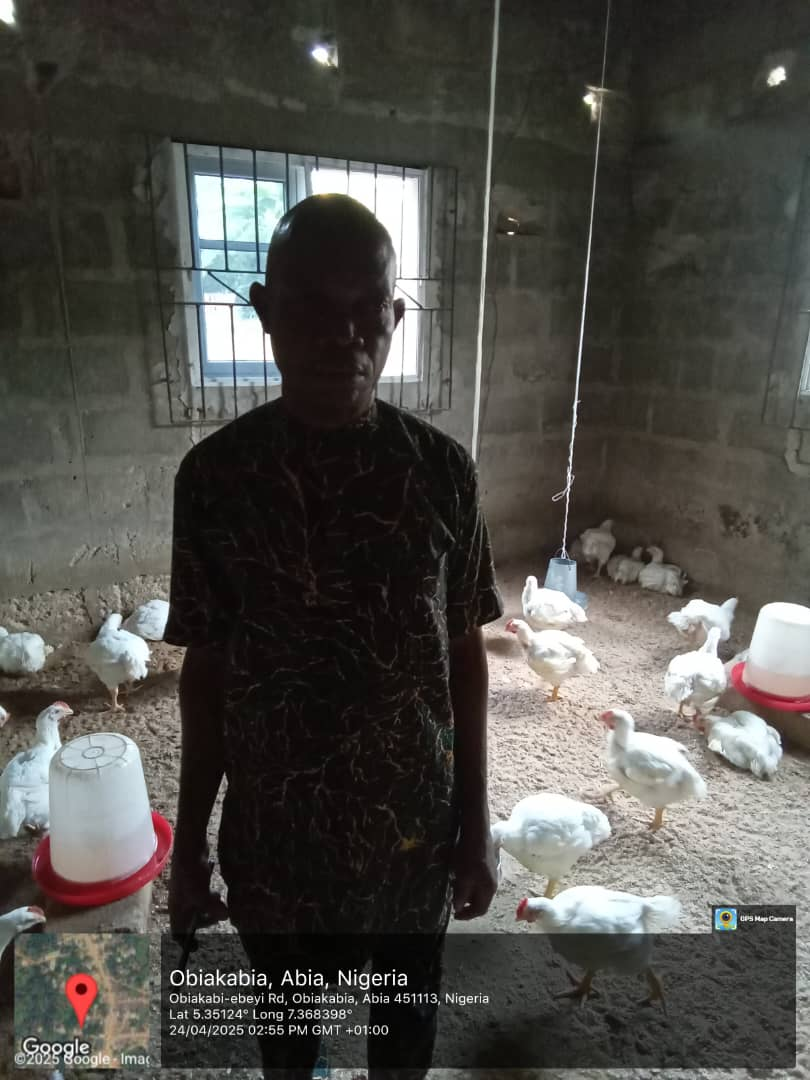 GPS Map Camera
Obiakabia, Abia, Nigeria
Obiakabi-ebeyi Rd, Obiakabia, Abia 451113, Nigeria
Lat 5.35124° Long 7.368398°
24/04/2025 02:55 PM GMT +01:00
Google
©2025 Google - Imag